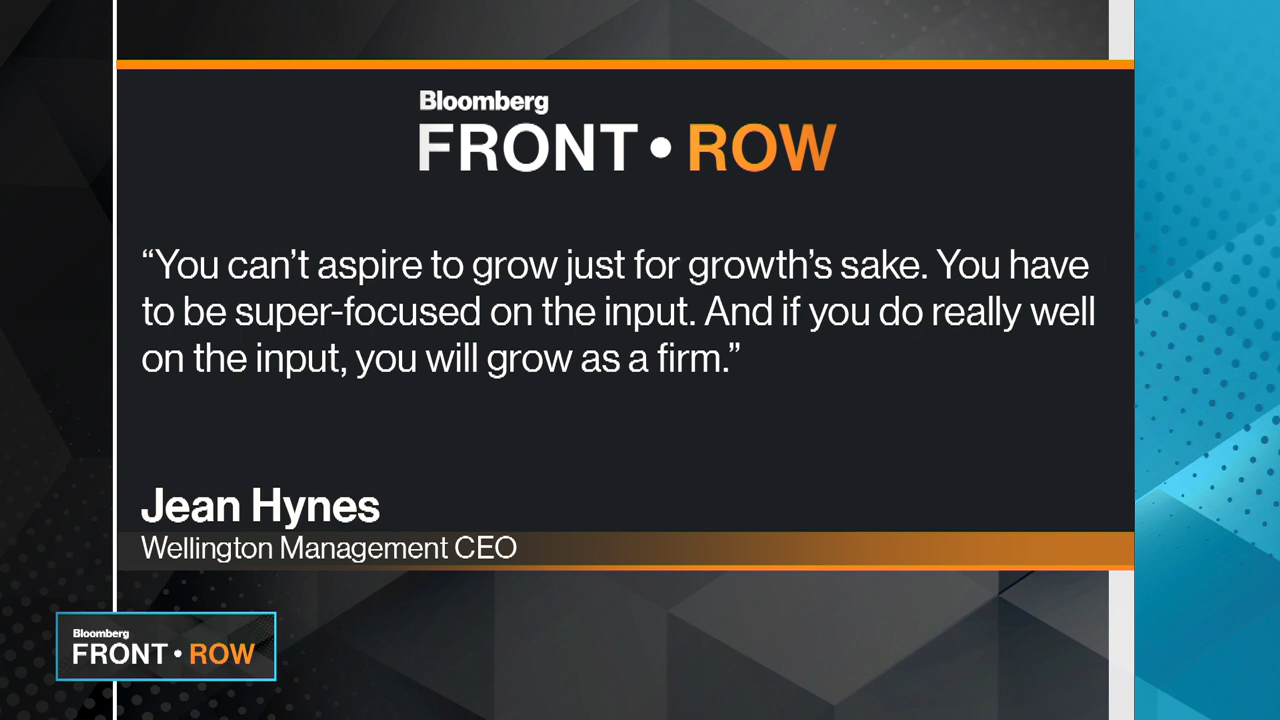 Bloomberg
FRONT • ROW
“You can’t aspire to grow just for growth’s sake. You have
to be super-focused on the input. And if you do really well
on the input, you will grow as a firm.”
Jean Hynes
Wellington Management CEO
Bloomberg
FRONT • ROW